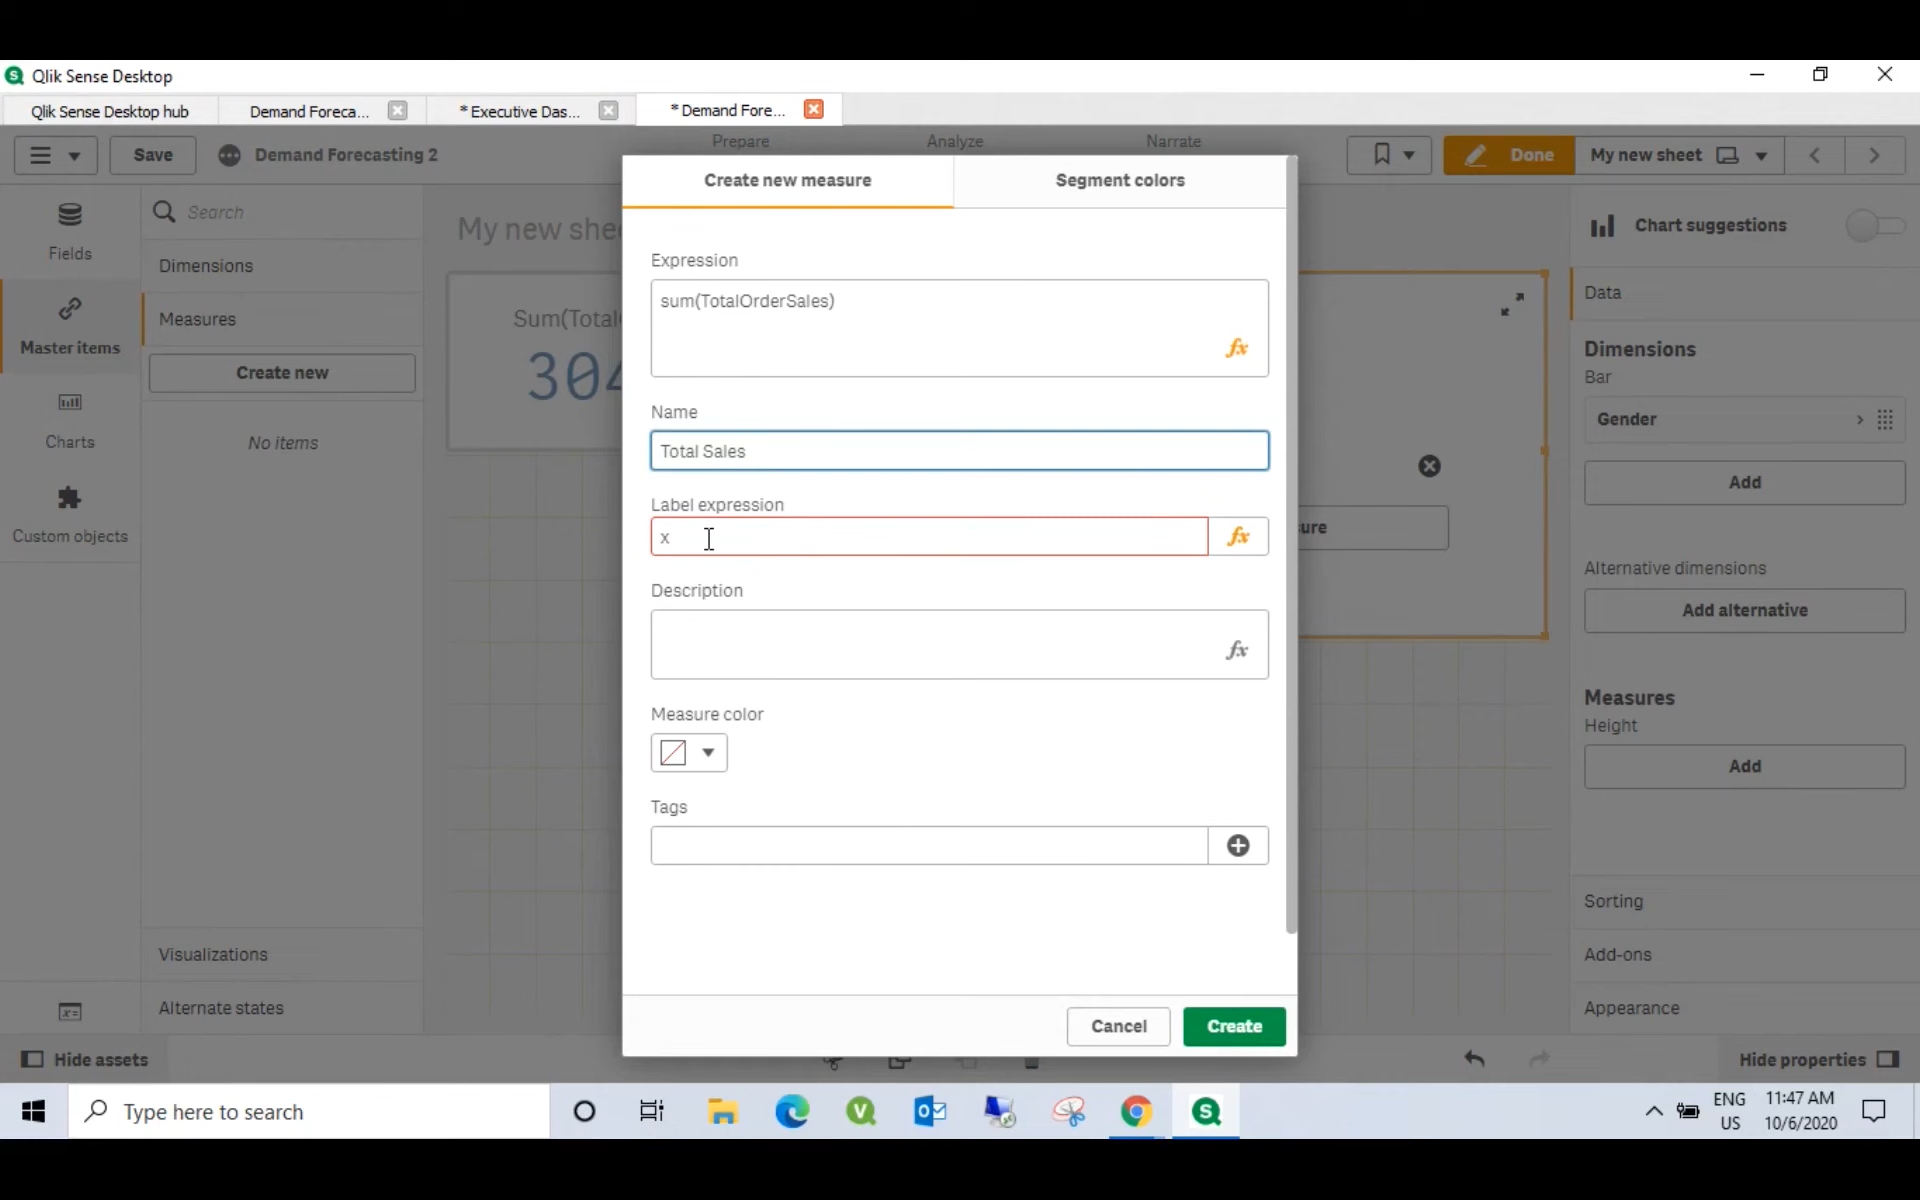 Qlik Sense Desktop
Qlik Sense Desktop hub
Demand Foreca...
* Executive Das...
* Demand Fore...
Save
Demand Forecasting 2
Prepare
Analyze
Narrate
Done
My new sheet
Create new measure
Segment colors
Fields
Master items
Charts
Custom objects
Search
Dimensions
Measures
Create new
No items
Visualizations
Alternate states
My new shee
Sum(Total
304
Expression
sum(TotalOrderSales)
fx
Name
Total Sales
Label expression
x
fx
Description
fx
Measure color
Tags
Cancel
Create
sure
Chart suggestions
Data
Dimensions
Bar
Gender
Add
Alternative dimensions
Add alternative
Measures
Height
Add
Sorting
Add-ons
Appearance
Hide assets
Hide properties
Type here to search
ENG
US
11:47 AM
10/6/2020